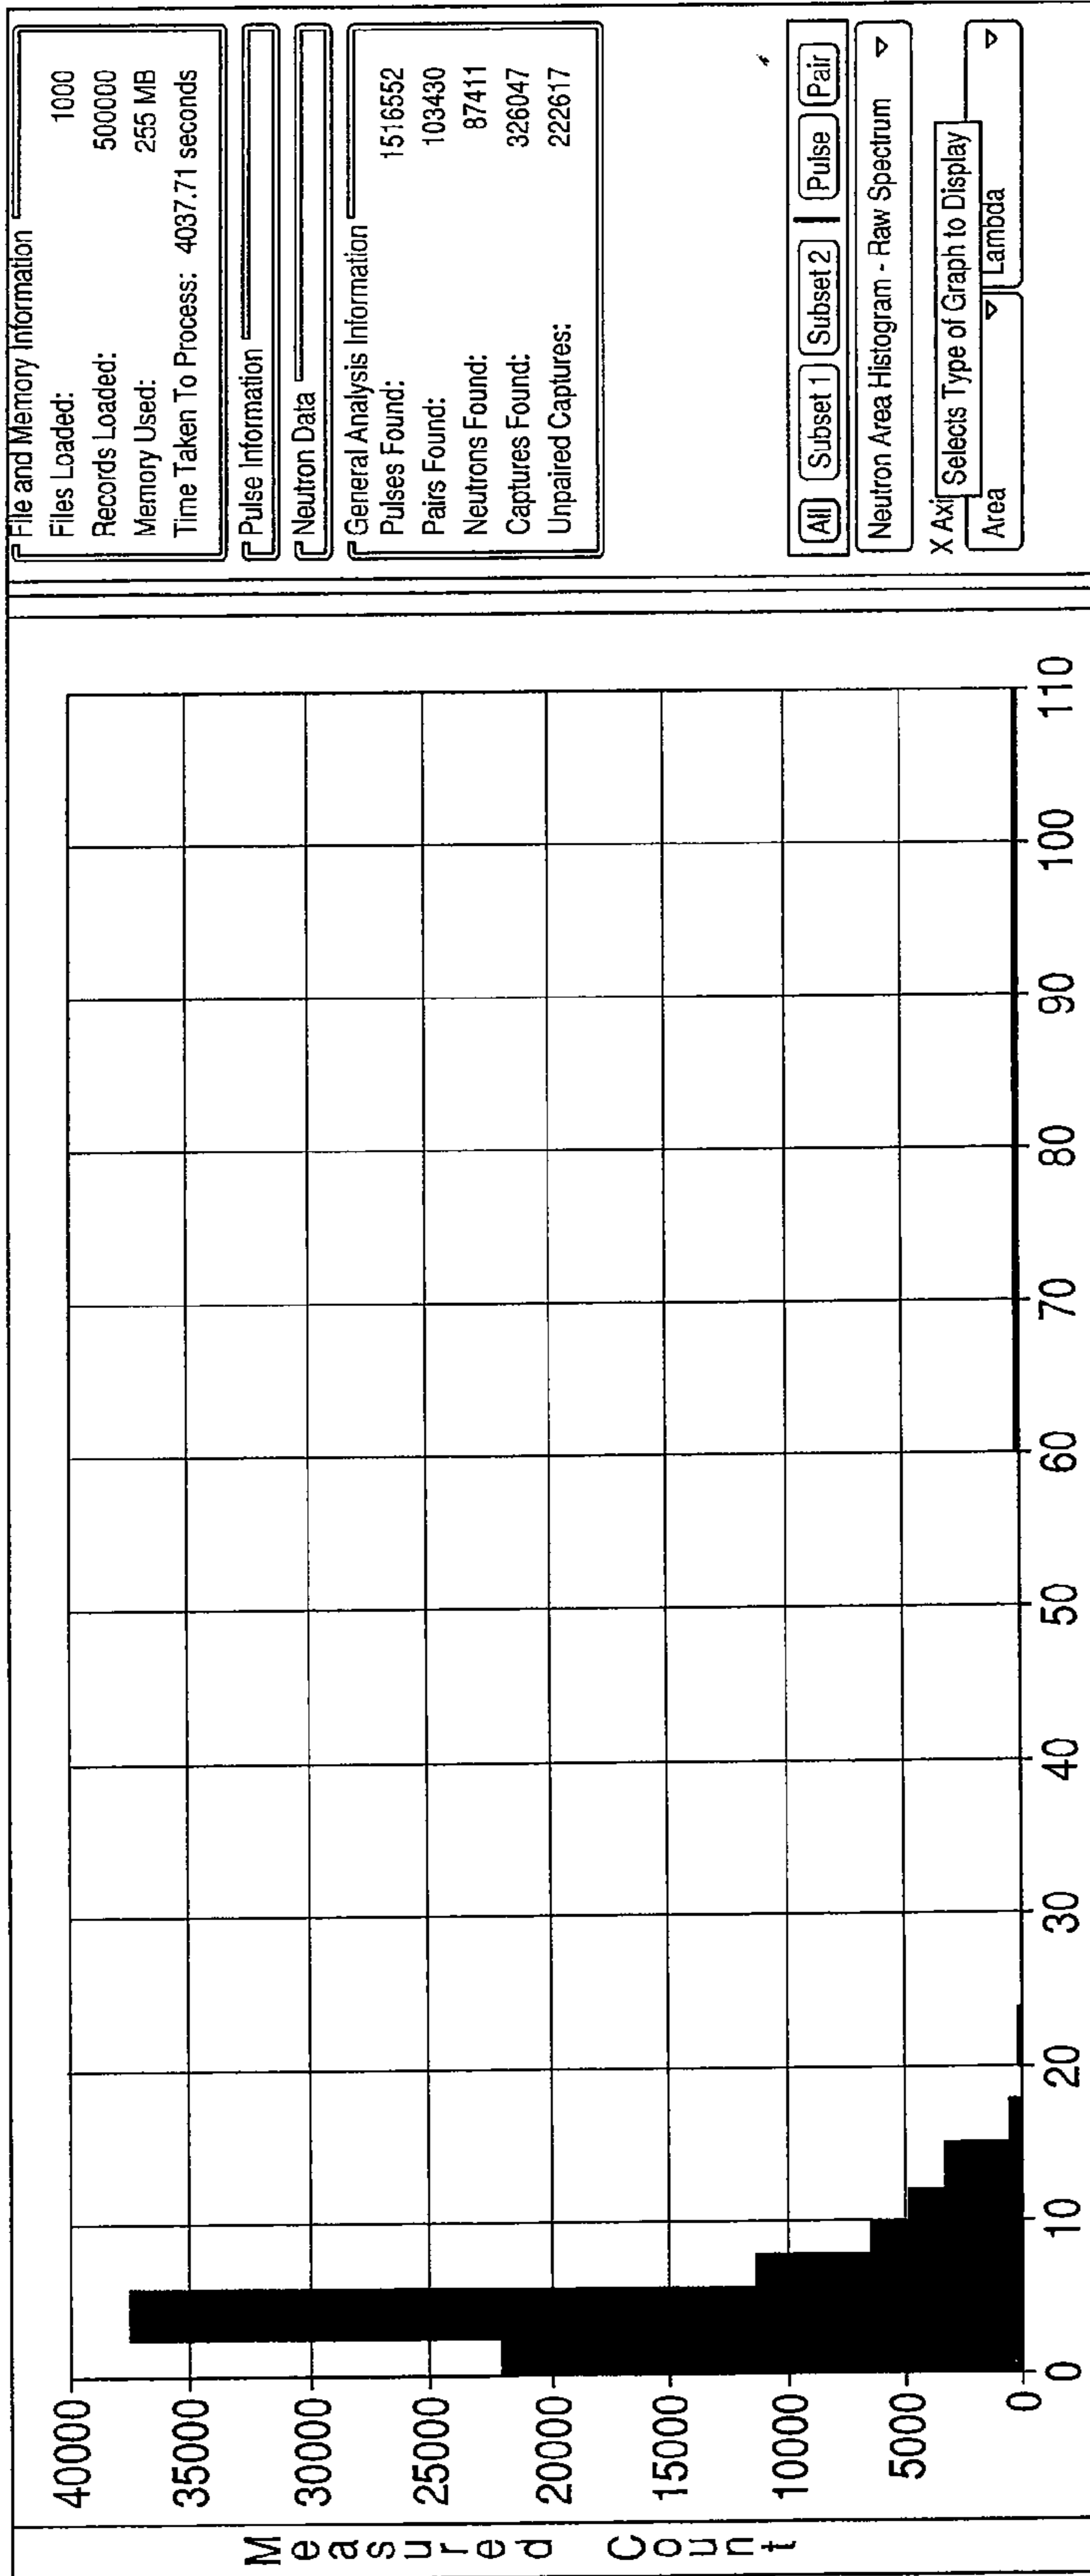 Measured Count
40000
35000
30000
25000
20000
15000
10000
5000
0
0 10 20 30 40 50 60 70 80 90 100 110
File and Memory Information
Files Loaded: 1000
Records Loaded: 500000
Memory Used: 255 MB
Time Taken To Process: 4037.71 seconds
Pulse Information
Neutron Data
General Analysis Information
Pulses Found: 1516552
Pairs Found: 103430
Neutrons Found: 87411
Captures Found: 326047
Unpaired Captures: 222617
All Subset 1 Subset 2 Pulse Pair
Neutron Area Histogram - Raw Spectrum
X Axi
Selects Type of Graph to Display
Area Lambda